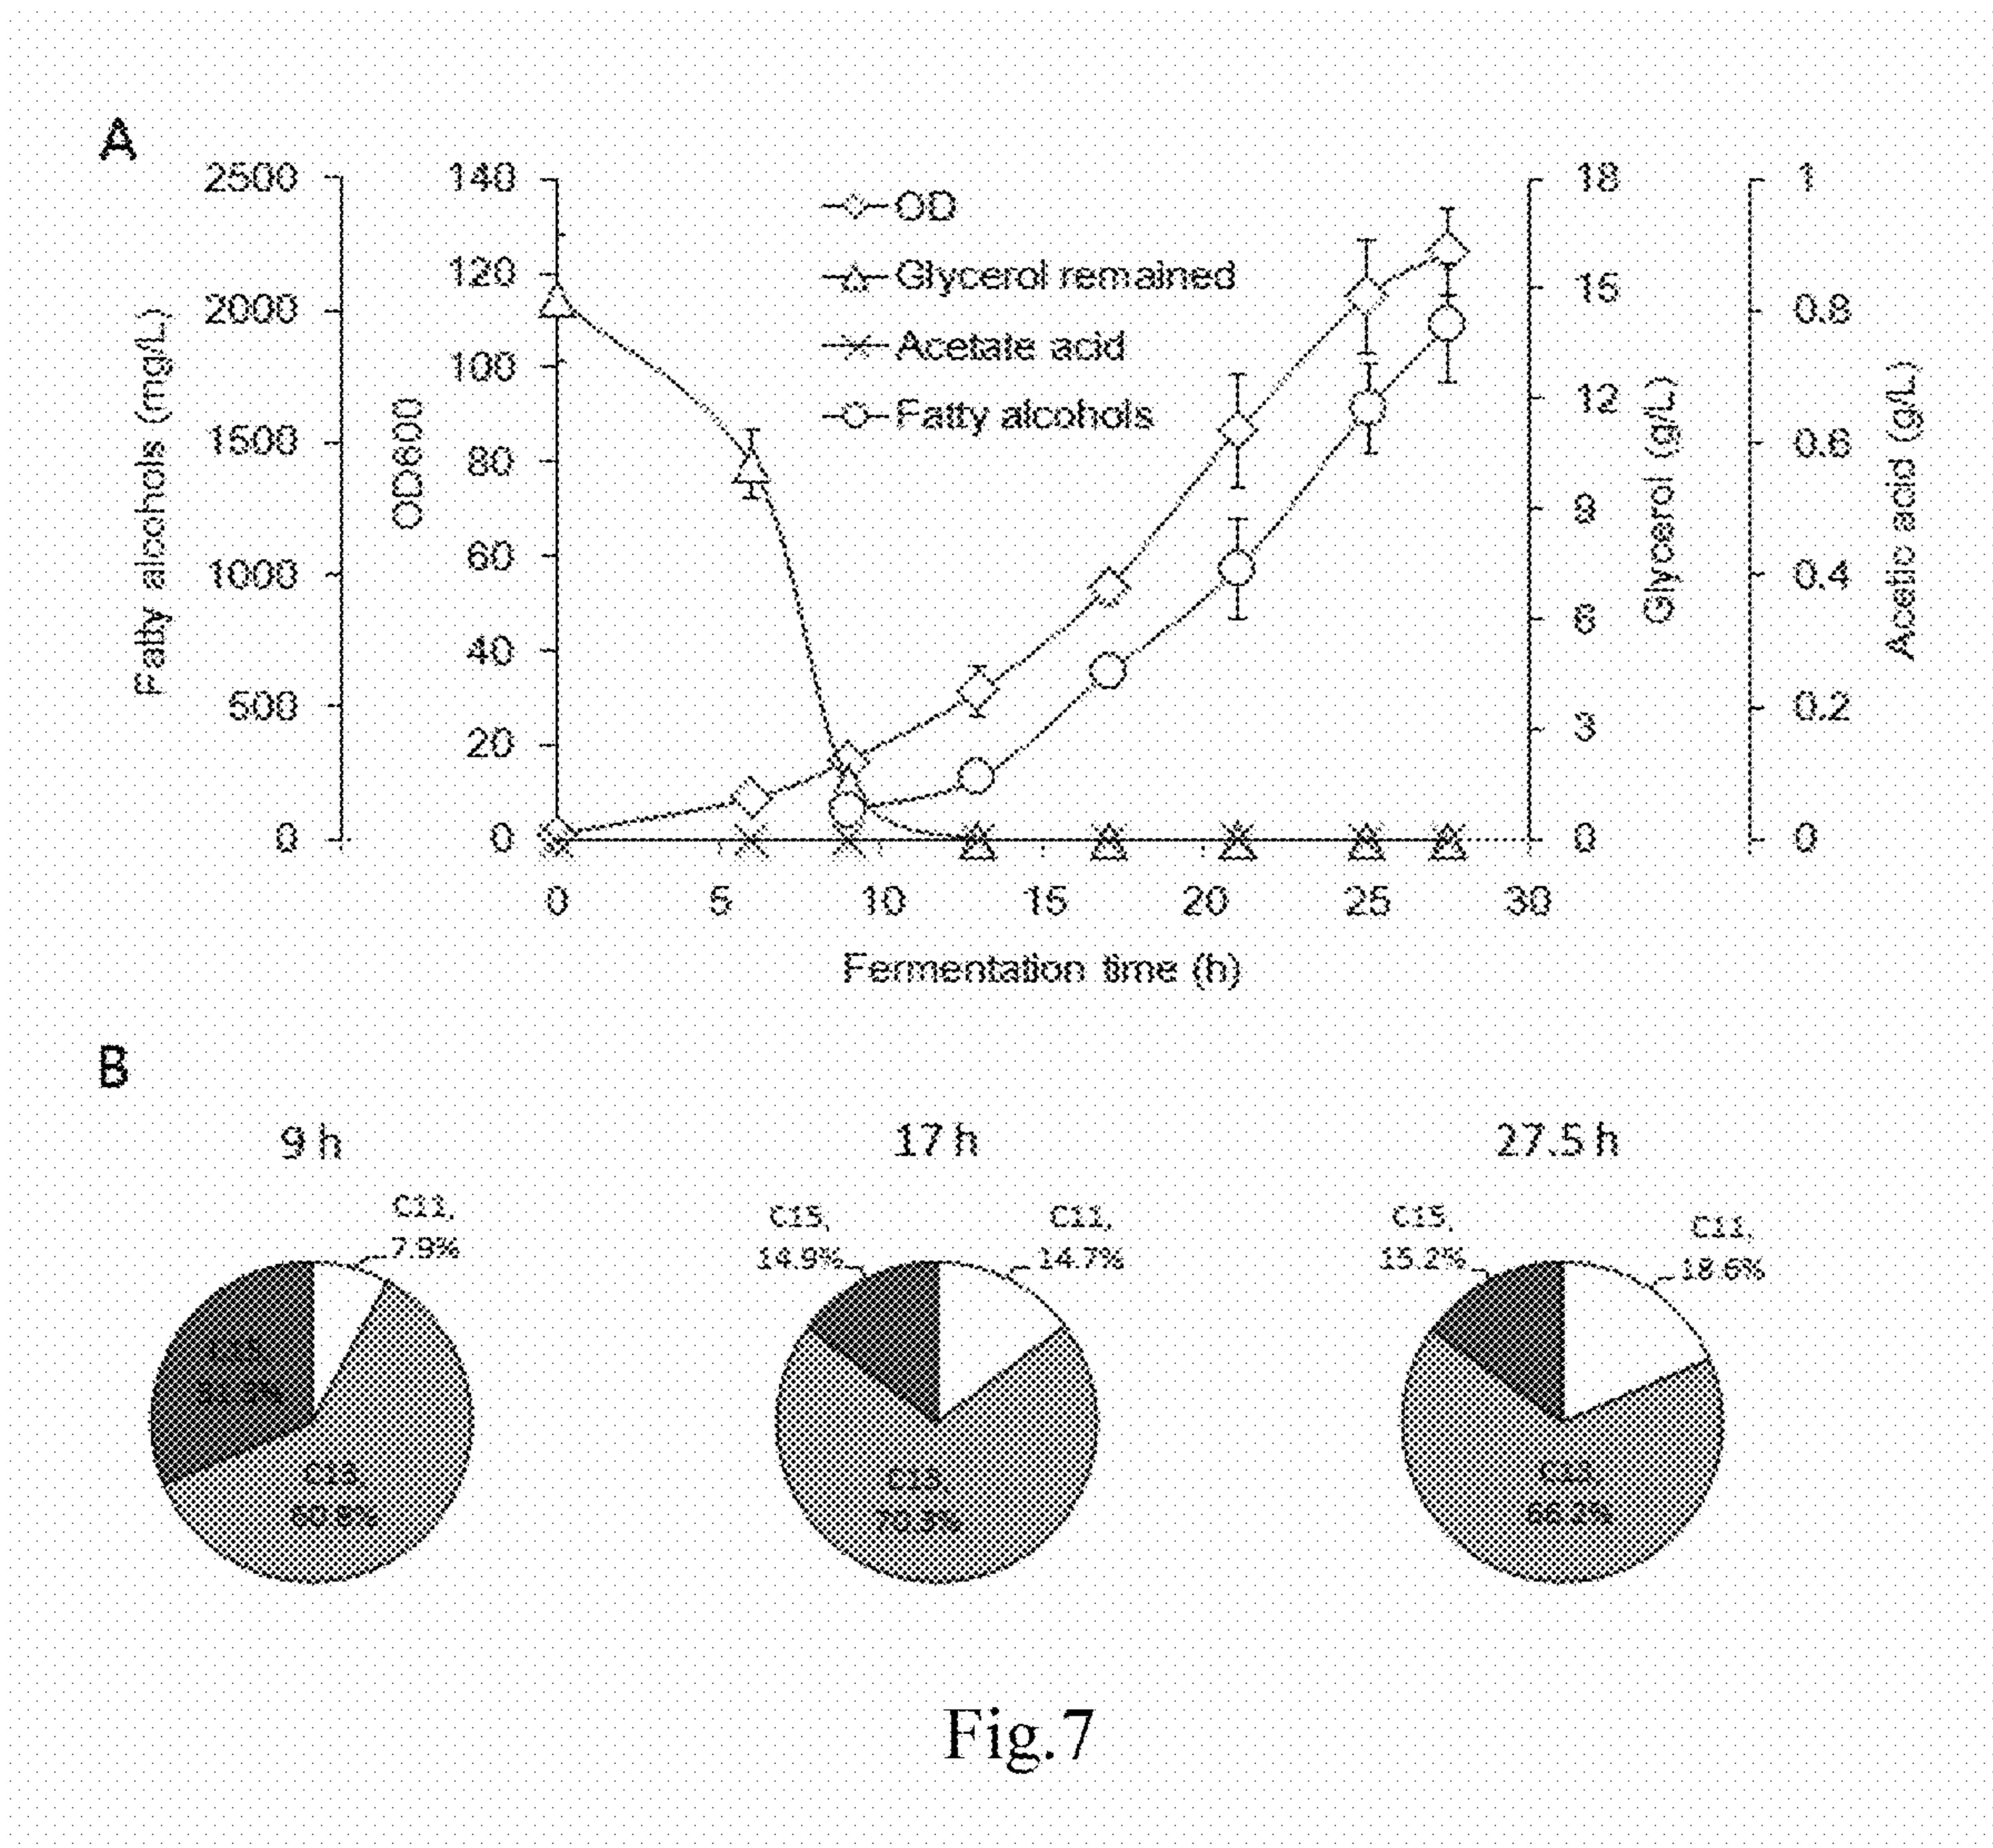 A
2500
2000
1500
1000
500
0
Fatty alcohols (mg/L)
140
120
100
80
60
40
20
0
OD600
OD
Glycerol remained
Acetate acid
Fatty alcohols
18
15
12
9
6
3
0
Glycerol (g/L)
1
0.8
0.6
0.4
0.2
0
Acetic acid (g/L)
0 5 10 15 20 25 30
Fermentation time (h)
B
9 h
C11,
7.9%
C13,
60.8%
17 h
C15,
14.9%
C11,
14.7%
C13,
70.3%
27.5 h
C15,
15.2%
C11,
18.6%
C13,
66.2%
Fig.7